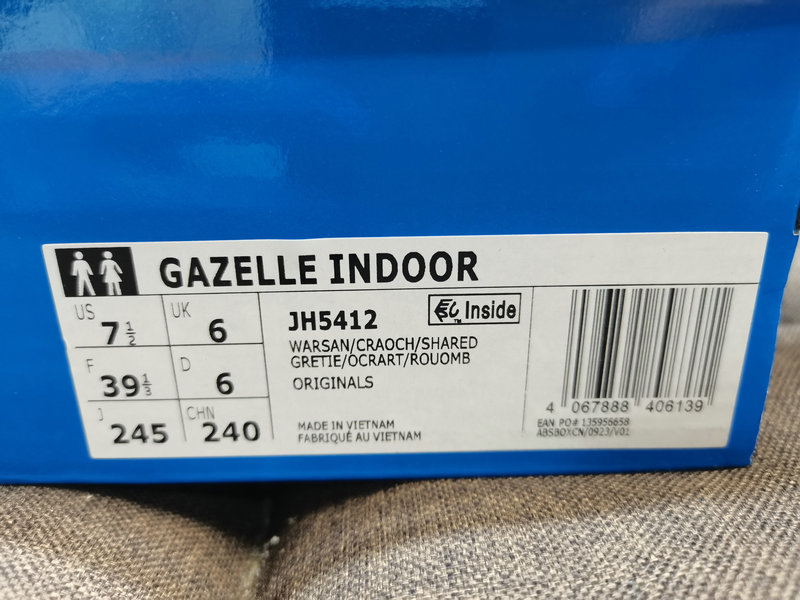 GAZELLE INDOOR
US 7 1/2 UK 6
F 39 1/3 D 6
J 245 CHN 240
JH5412
Inside
TM
WARSAN/CRAOCH/SHARED
GRETIE/OCRART/ROUOMB
ORIGINALS
MADE IN VIETNAM
FABRIQUÉ AU VIETNAM
4 067888 406139
EAN PO# 135956658
ABSBOXCN/0923/V01